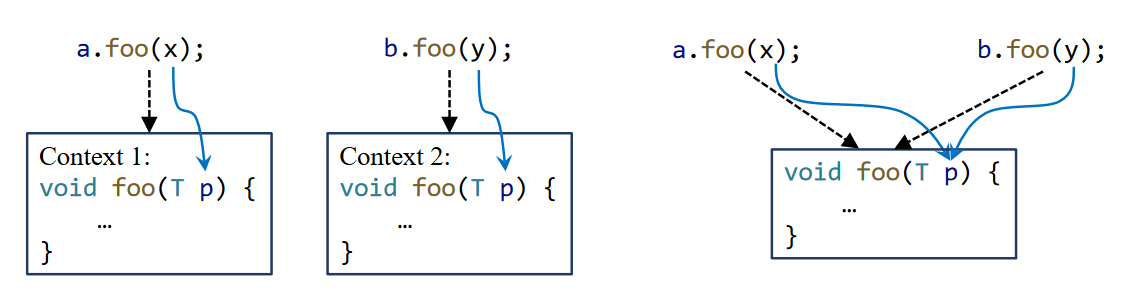 a.foo(x);
Context 1:
void foo(T p) {
…
}
b.foo(y);
Context 2:
void foo(T p) {
…
}
a.foo(x);
b.foo(y);
void foo(T p) {
…
}